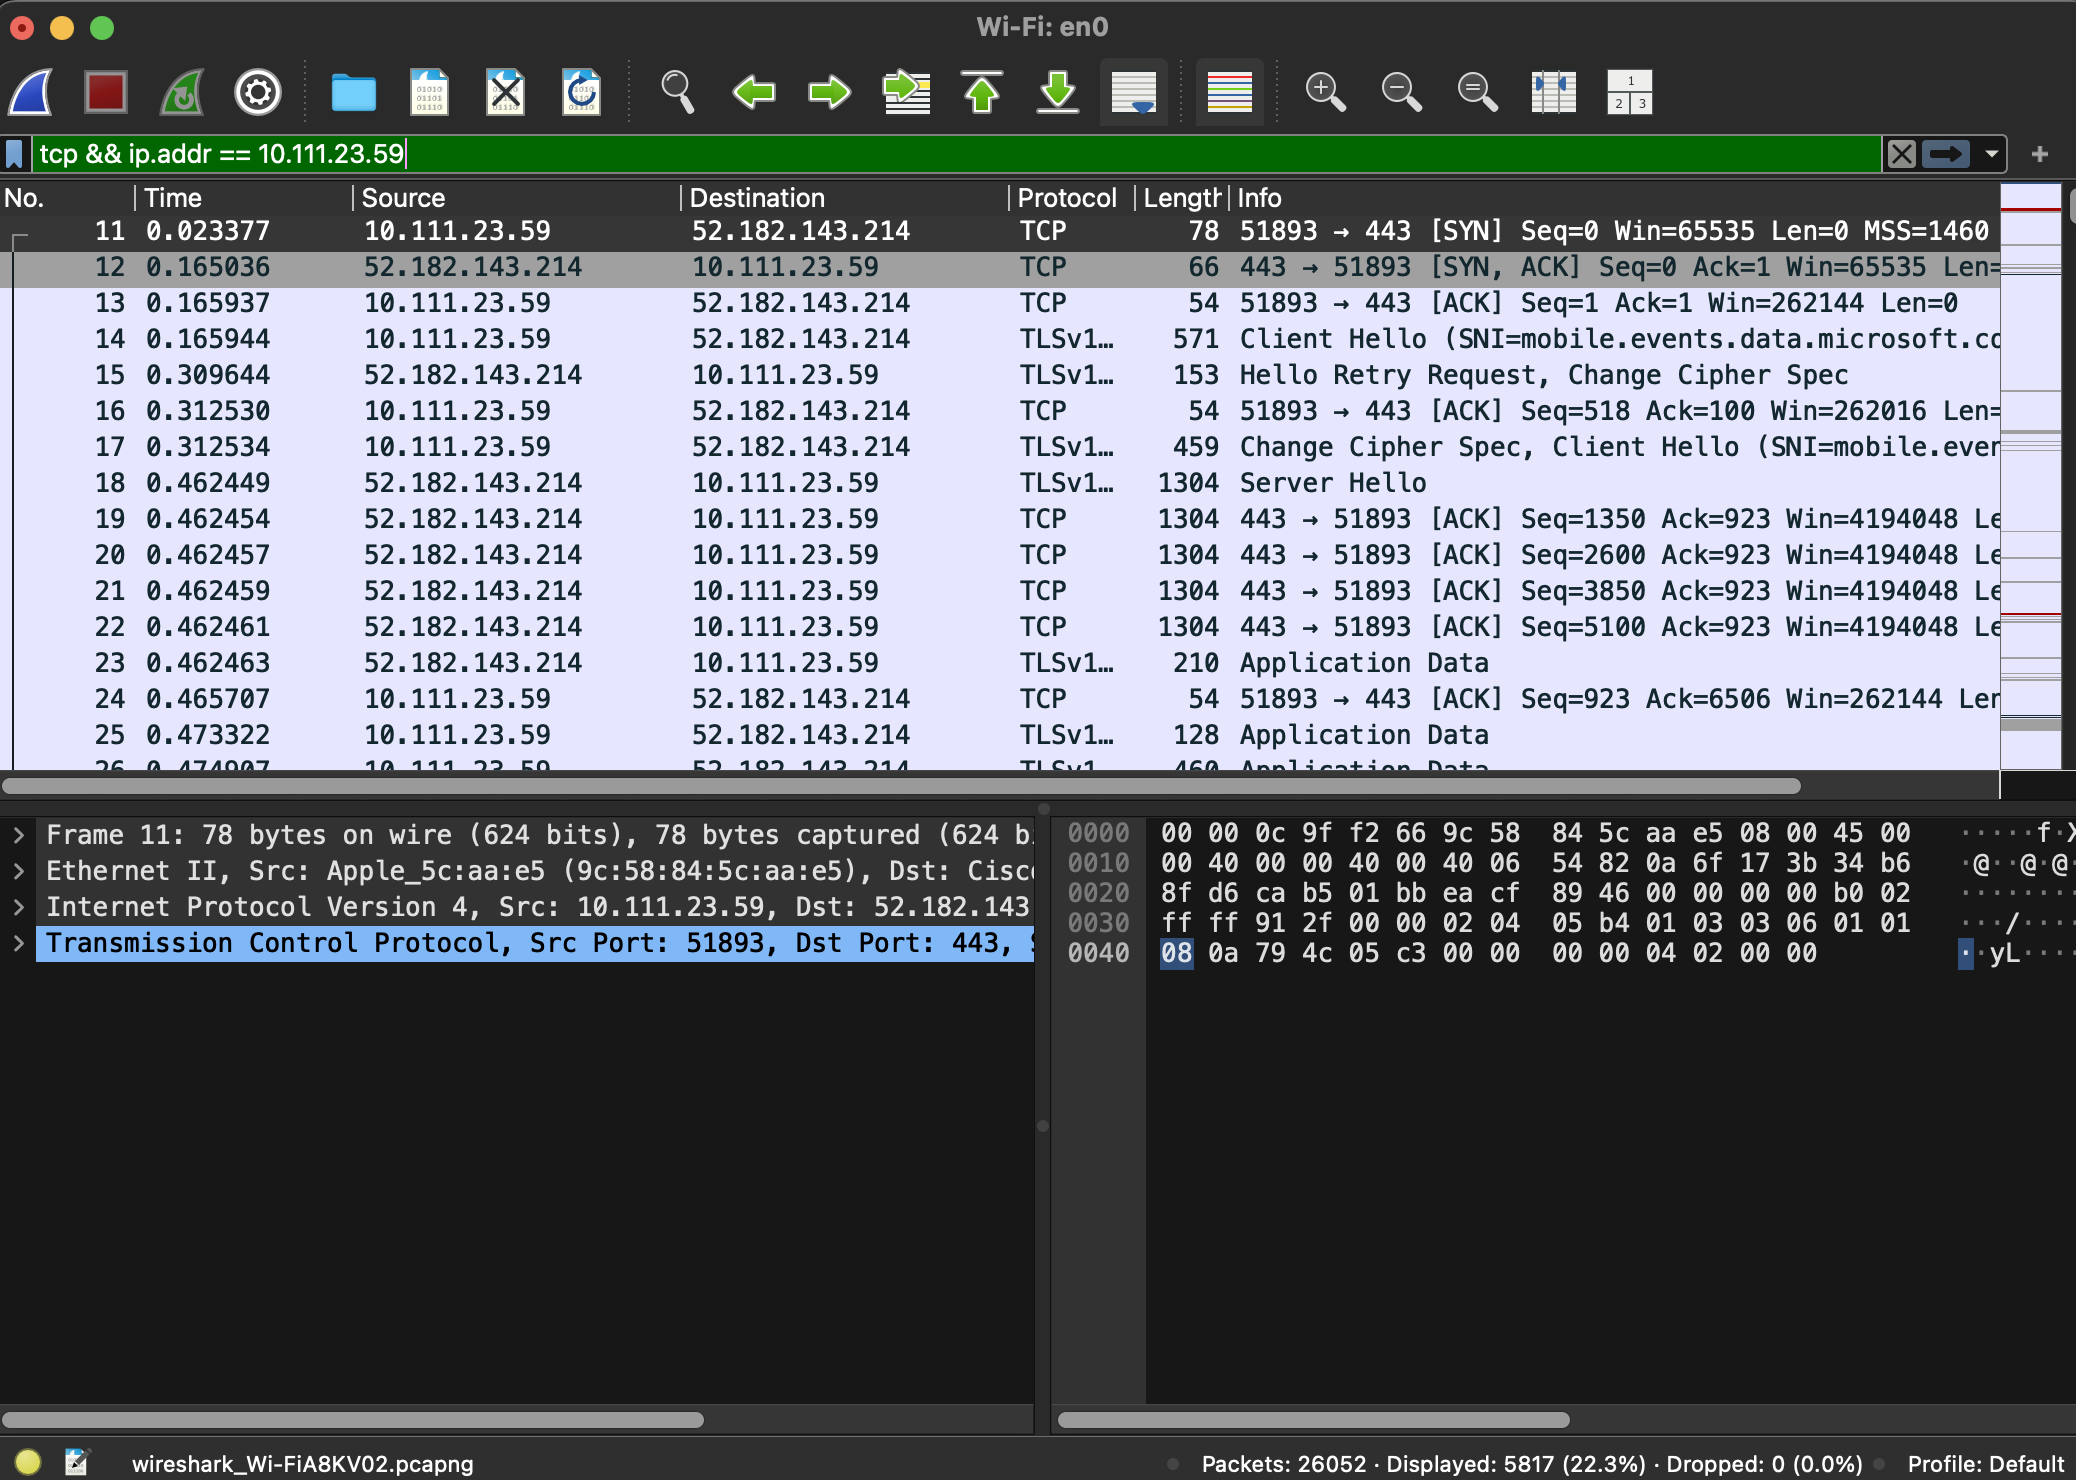 Wi-Fi: en0
tcp && ip.addr == 10.111.23.59
No. Time Source Destination Protocol Length Info
11 0.023377 10.111.23.59 52.182.143.214 TCP 78 51893 → 443 [SYN] Seq=0 Win=65535 Len=0 MSS=1460
12 0.165036 52.182.143.214 10.111.23.59 TCP 66 443 → 51893 [SYN, ACK] Seq=0 Ack=1 Win=65535 Len=
13 0.165937 10.111.23.59 52.182.143.214 TCP 54 51893 → 443 [ACK] Seq=1 Ack=1 Win=262144 Len=0
14 0.165944 10.111.23.59 52.182.143.214 TLSv1… 571 Client Hello (SNI=mobile.events.data.microsoft.co
15 0.309644 52.182.143.214 10.111.23.59 TLSv1… 153 Hello Retry Request, Change Cipher Spec
16 0.312530 10.111.23.59 52.182.143.214 TCP 54 51893 → 443 [ACK] Seq=518 Ack=100 Win=262016 Len=
17 0.312534 10.111.23.59 52.182.143.214 TLSv1… 459 Change Cipher Spec, Client Hello (SNI=mobile.ever
18 0.462449 52.182.143.214 10.111.23.59 TLSv1… 1304 Server Hello
19 0.462454 52.182.143.214 10.111.23.59 TCP 1304 443 → 51893 [ACK] Seq=1350 Ack=923 Win=4194048 Le
20 0.462457 52.182.143.214 10.111.23.59 TCP 1304 443 → 51893 [ACK] Seq=2600 Ack=923 Win=4194048 Le
21 0.462459 52.182.143.214 10.111.23.59 TCP 1304 443 → 51893 [ACK] Seq=3850 Ack=923 Win=4194048 Le
22 0.462461 52.182.143.214 10.111.23.59 TCP 1304 443 → 51893 [ACK] Seq=5100 Ack=923 Win=4194048 Le
23 0.462463 52.182.143.214 10.111.23.59 TLSv1… 210 Application Data
24 0.465707 10.111.23.59 52.182.143.214 TCP 54 51893 → 443 [ACK] Seq=923 Ack=6506 Win=262144 Len
25 0.473322 10.111.23.59 52.182.143.214 TLSv1… 128 Application Data
26 0.474907 10.111.23.59 52.182.143.214 TLSv1 460 Application Data
Frame 11: 78 bytes on wire (624 bits), 78 bytes captured (624 b
Ethernet II, Src: Apple_5c:aa:e5 (9c:58:84:5c:aa:e5), Dst: Cisc
Internet Protocol Version 4, Src: 10.111.23.59, Dst: 52.182.143
Transmission Control Protocol, Src Port: 51893, Dst Port: 443,
0000 00 00 0c 9f f2 66 9c 58 84 5c aa e5 08 00 45 00 ·····f·X
0010 00 40 00 00 40 00 40 06 54 82 0a 6f 17 3b 34 b6 ·@··@·@·
0020 8f d6 ca b5 01 bb ea cf 89 46 00 00 00 00 b0 02 ········
0030 ff ff 91 2f 00 00 02 04 05 b4 01 03 03 06 01 01 ···/····
0040 08 0a 79 4c 05 c3 00 00 00 00 04 02 00 00 ··yL····
wireshark_Wi-FiA8KV02.pcapng
Packets: 26052 · Displayed: 5817 (22.3%) · Dropped: 0 (0.0%)
Profile: Default